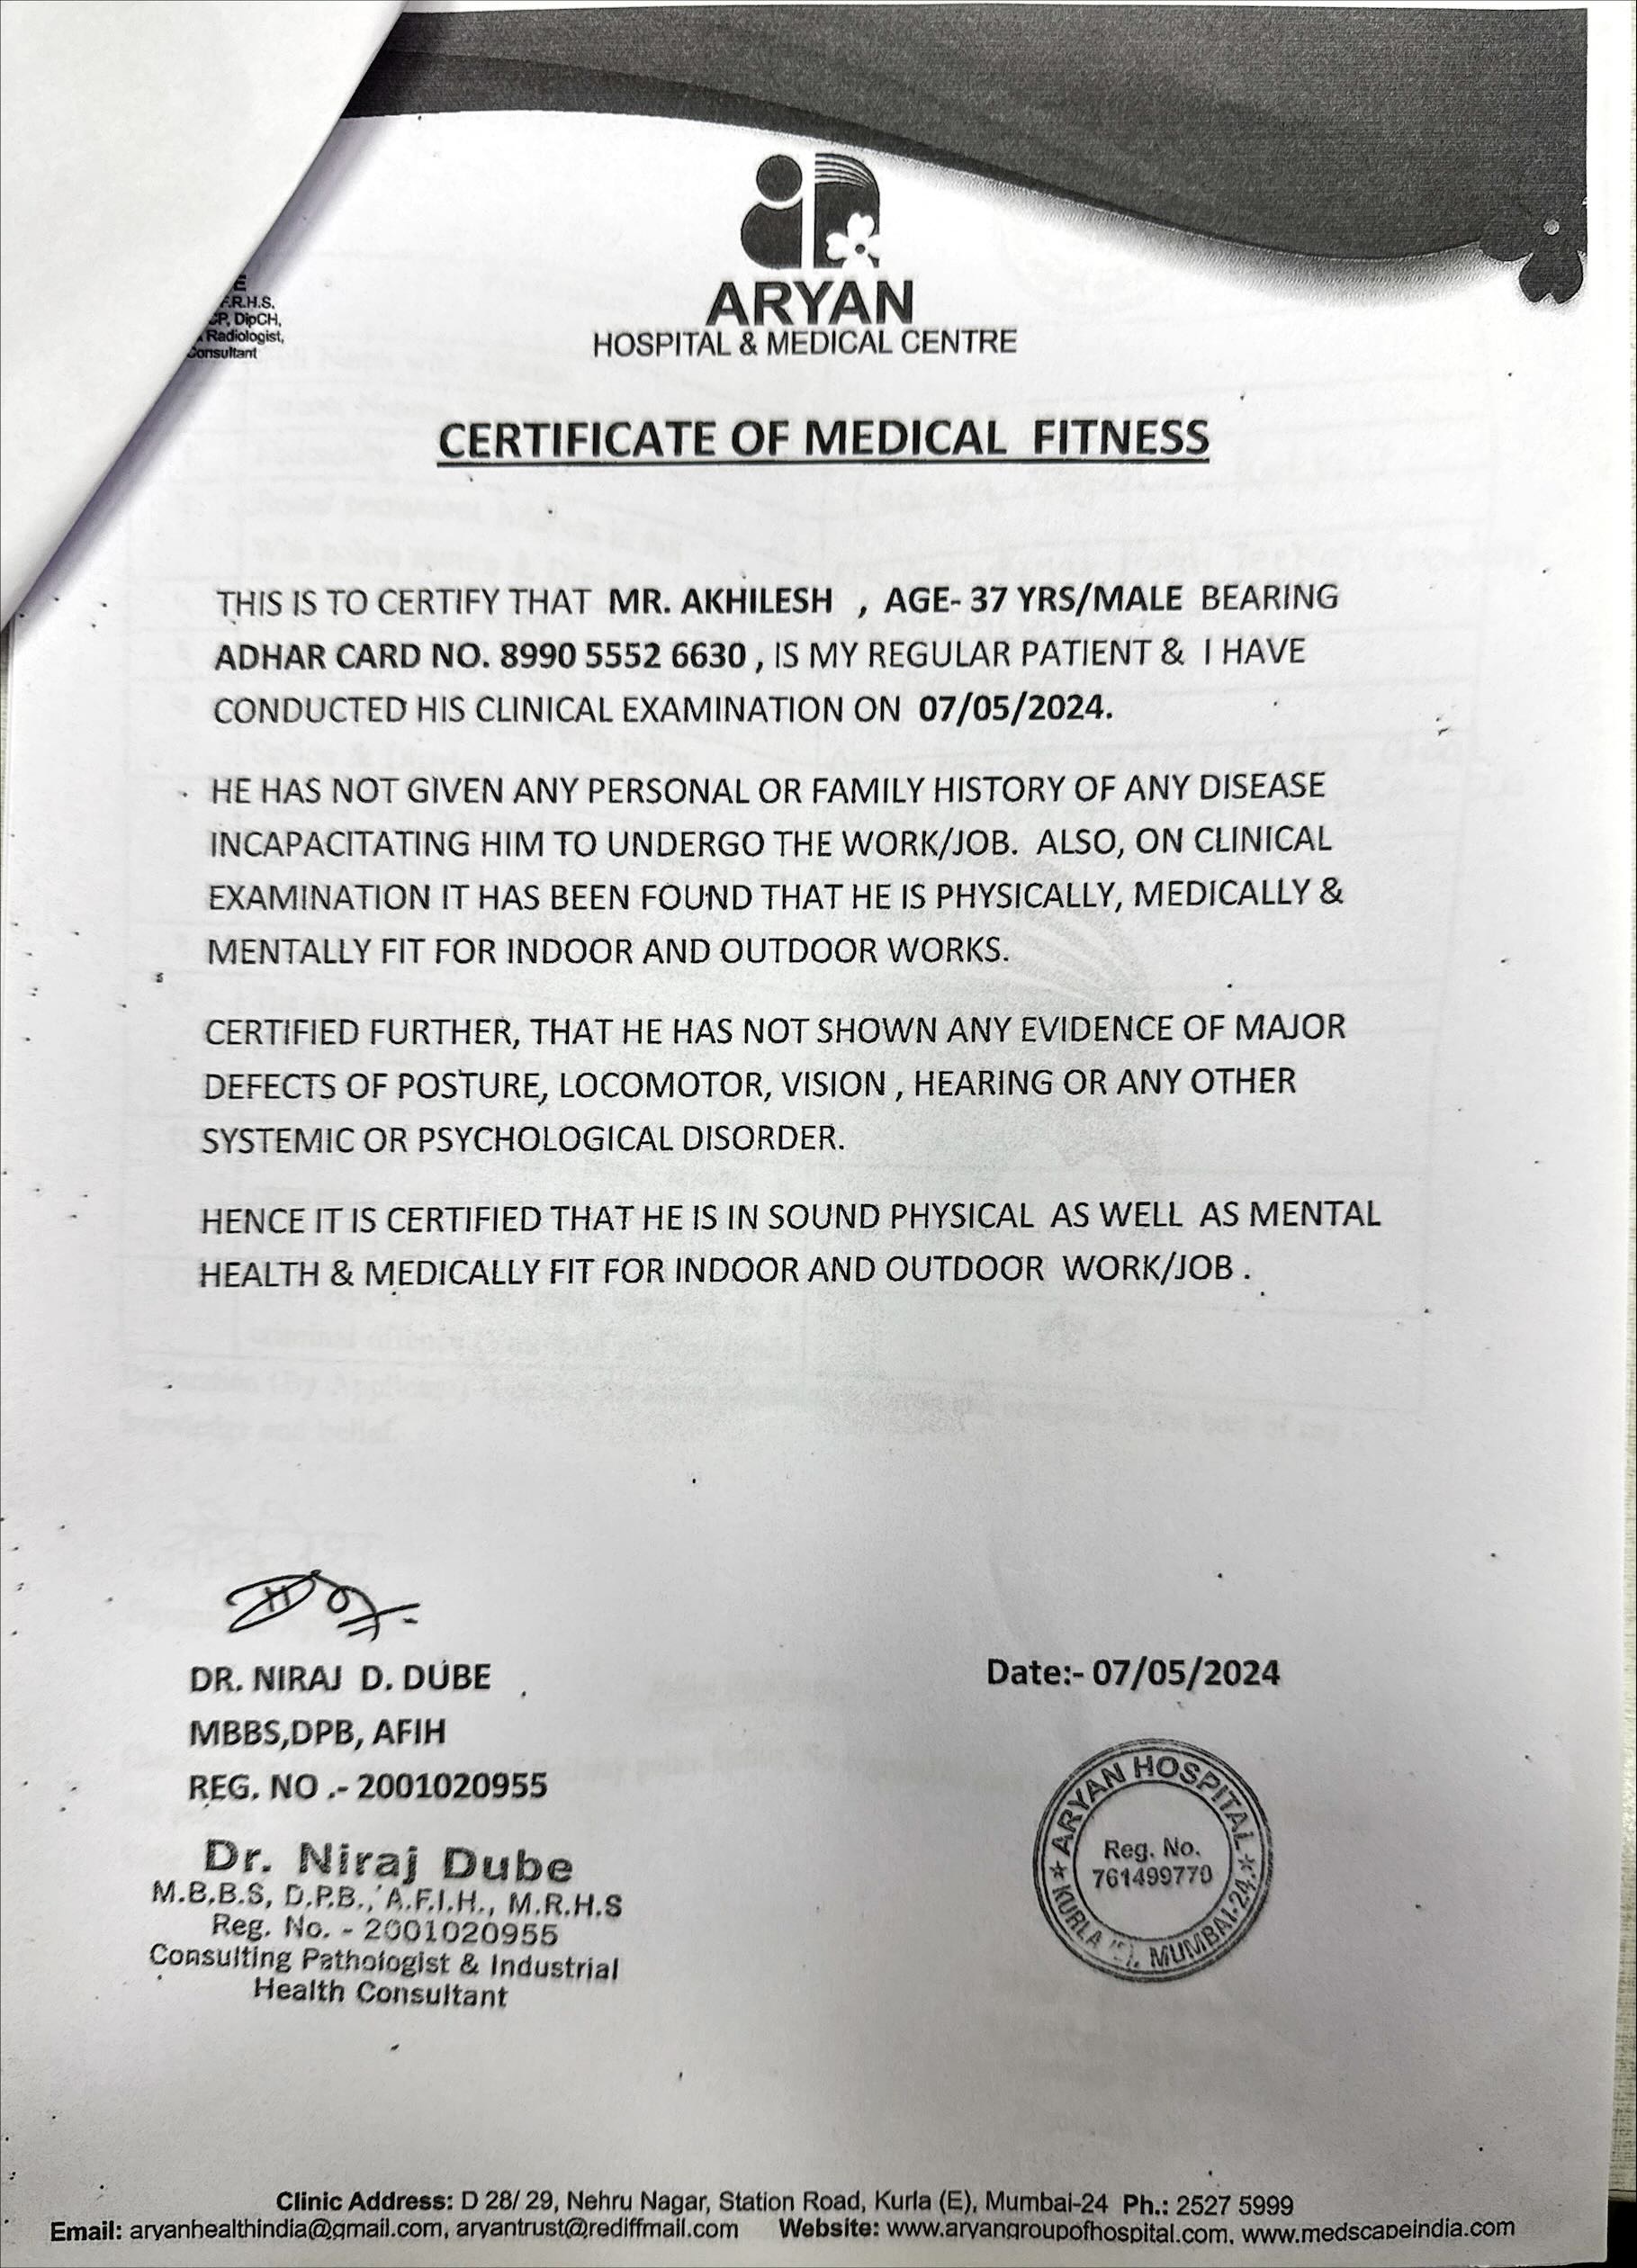 E
F.R.H.S.
CP, DipCH,
Radiologist,
Consultant
ARYAN
HOSPITAL & MEDICAL CENTRE
CERTIFICATE OF MEDICAL FITNESS
THIS IS TO CERTIFY THAT MR. AKHILESH , AGE- 37 YRS/MALE BEARING
ADHAR CARD NO. 8990 5552 6630 , IS MY REGULAR PATIENT & I HAVE
CONDUCTED HIS CLINICAL EXAMINATION ON 07/05/2024.
HE HAS NOT GIVEN ANY PERSONAL OR FAMILY HISTORY OF ANY DISEASE
INCAPACITATING HIM TO UNDERGO THE WORK/JOB. ALSO, ON CLINICAL
EXAMINATION IT HAS BEEN FOUND THAT HE IS PHYSICALLY, MEDICALLY &
MENTALLY FIT FOR INDOOR AND OUTDOOR WORKS.
CERTIFIED FURTHER, THAT HE HAS NOT SHOWN ANY EVIDENCE OF MAJOR
DEFECTS OF POSTURE, LOCOMOTOR, VISION , HEARING OR ANY OTHER
SYSTEMIC OR PSYCHOLOGICAL DISORDER.
HENCE IT IS CERTIFIED THAT HE IS IN SOUND PHYSICAL AS WELL AS MENTAL
HEALTH & MEDICALLY FIT FOR INDOOR AND OUTDOOR WORK/JOB .
DR. NIRAJ D. DUBE
MBBS,DPB, AFIH
REG. NO .- 2001020955
Dr. Niraj Dube
M.B.B.S, D.P.B., A.F.I.H., M.R.H.S
Reg. No. - 2001020955
Consulting Pathologist & Industrial
Health Consultant
Date:- 07/05/2024
ARYAN HOSPITAL
Reg. No.
761499770
KURLA (E), MUMBAI-24.
Clinic Address: D 28/ 29, Nehru Nagar, Station Road, Kurla (E), Mumbai-24 Ph.: 2527 5999
Email: aryanhealthindia@gmail.com, aryantrust@rediffmail.com Website: www.aryangroupofhospital.com, www.medscapeindia.com